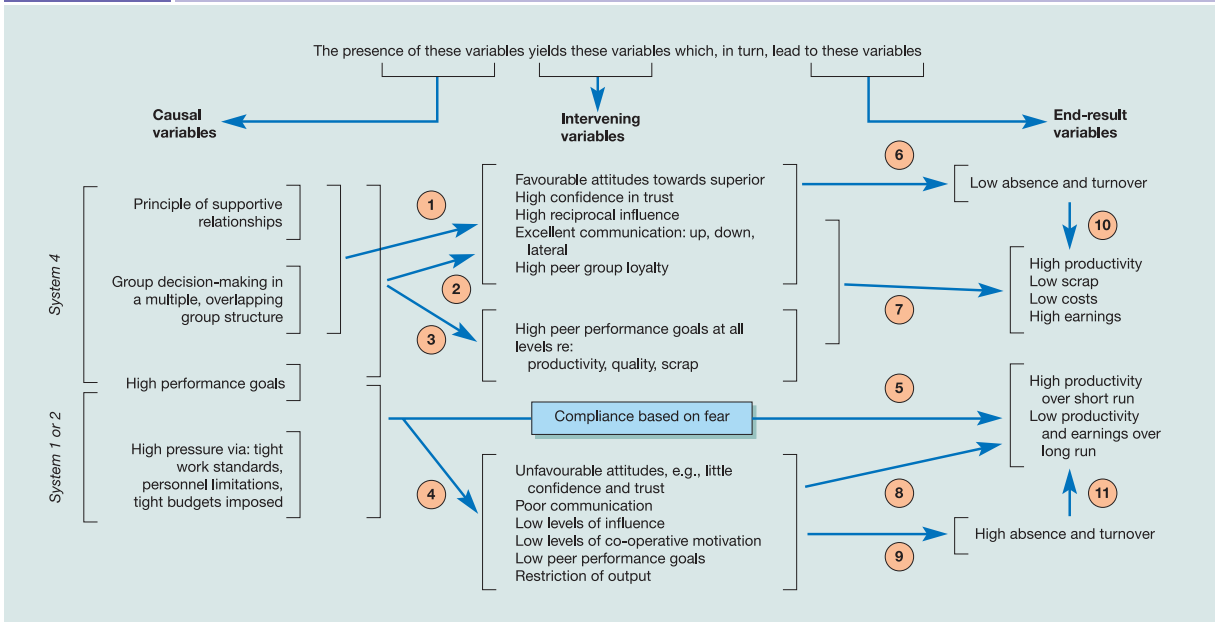 The presence of these variables yields these variables which, in turn, lead to these variables
Causal
variables
Intervening
variables
End-result
variables
System 4
Principle of supportive
relationships
Group decision-making in
a multiple, overlapping
group structure
High performance goals
System 1 or 2
High pressure via: tight
work standards,
personnel limitations,
tight budgets imposed
1
2
3
4
Favourable attitudes towards superior
High confidence in trust
High reciprocal influence
Excellent communication: up, down,
lateral
High peer group loyalty
High peer performance goals at all
levels re:
productivity, quality, scrap
Compliance based on fear
Unfavourable attitudes, e.g., little
confidence and trust
Poor communication
Low levels of influence
Low levels of co-operative motivation
Low peer performance goals
Restriction of output
6
7
5
8
9
Low absence and turnover
10
High productivity
Low scrap
Low costs
High earnings
High productivity
over short run
Low productivity
and earnings over
long run
11
High absence and turnover